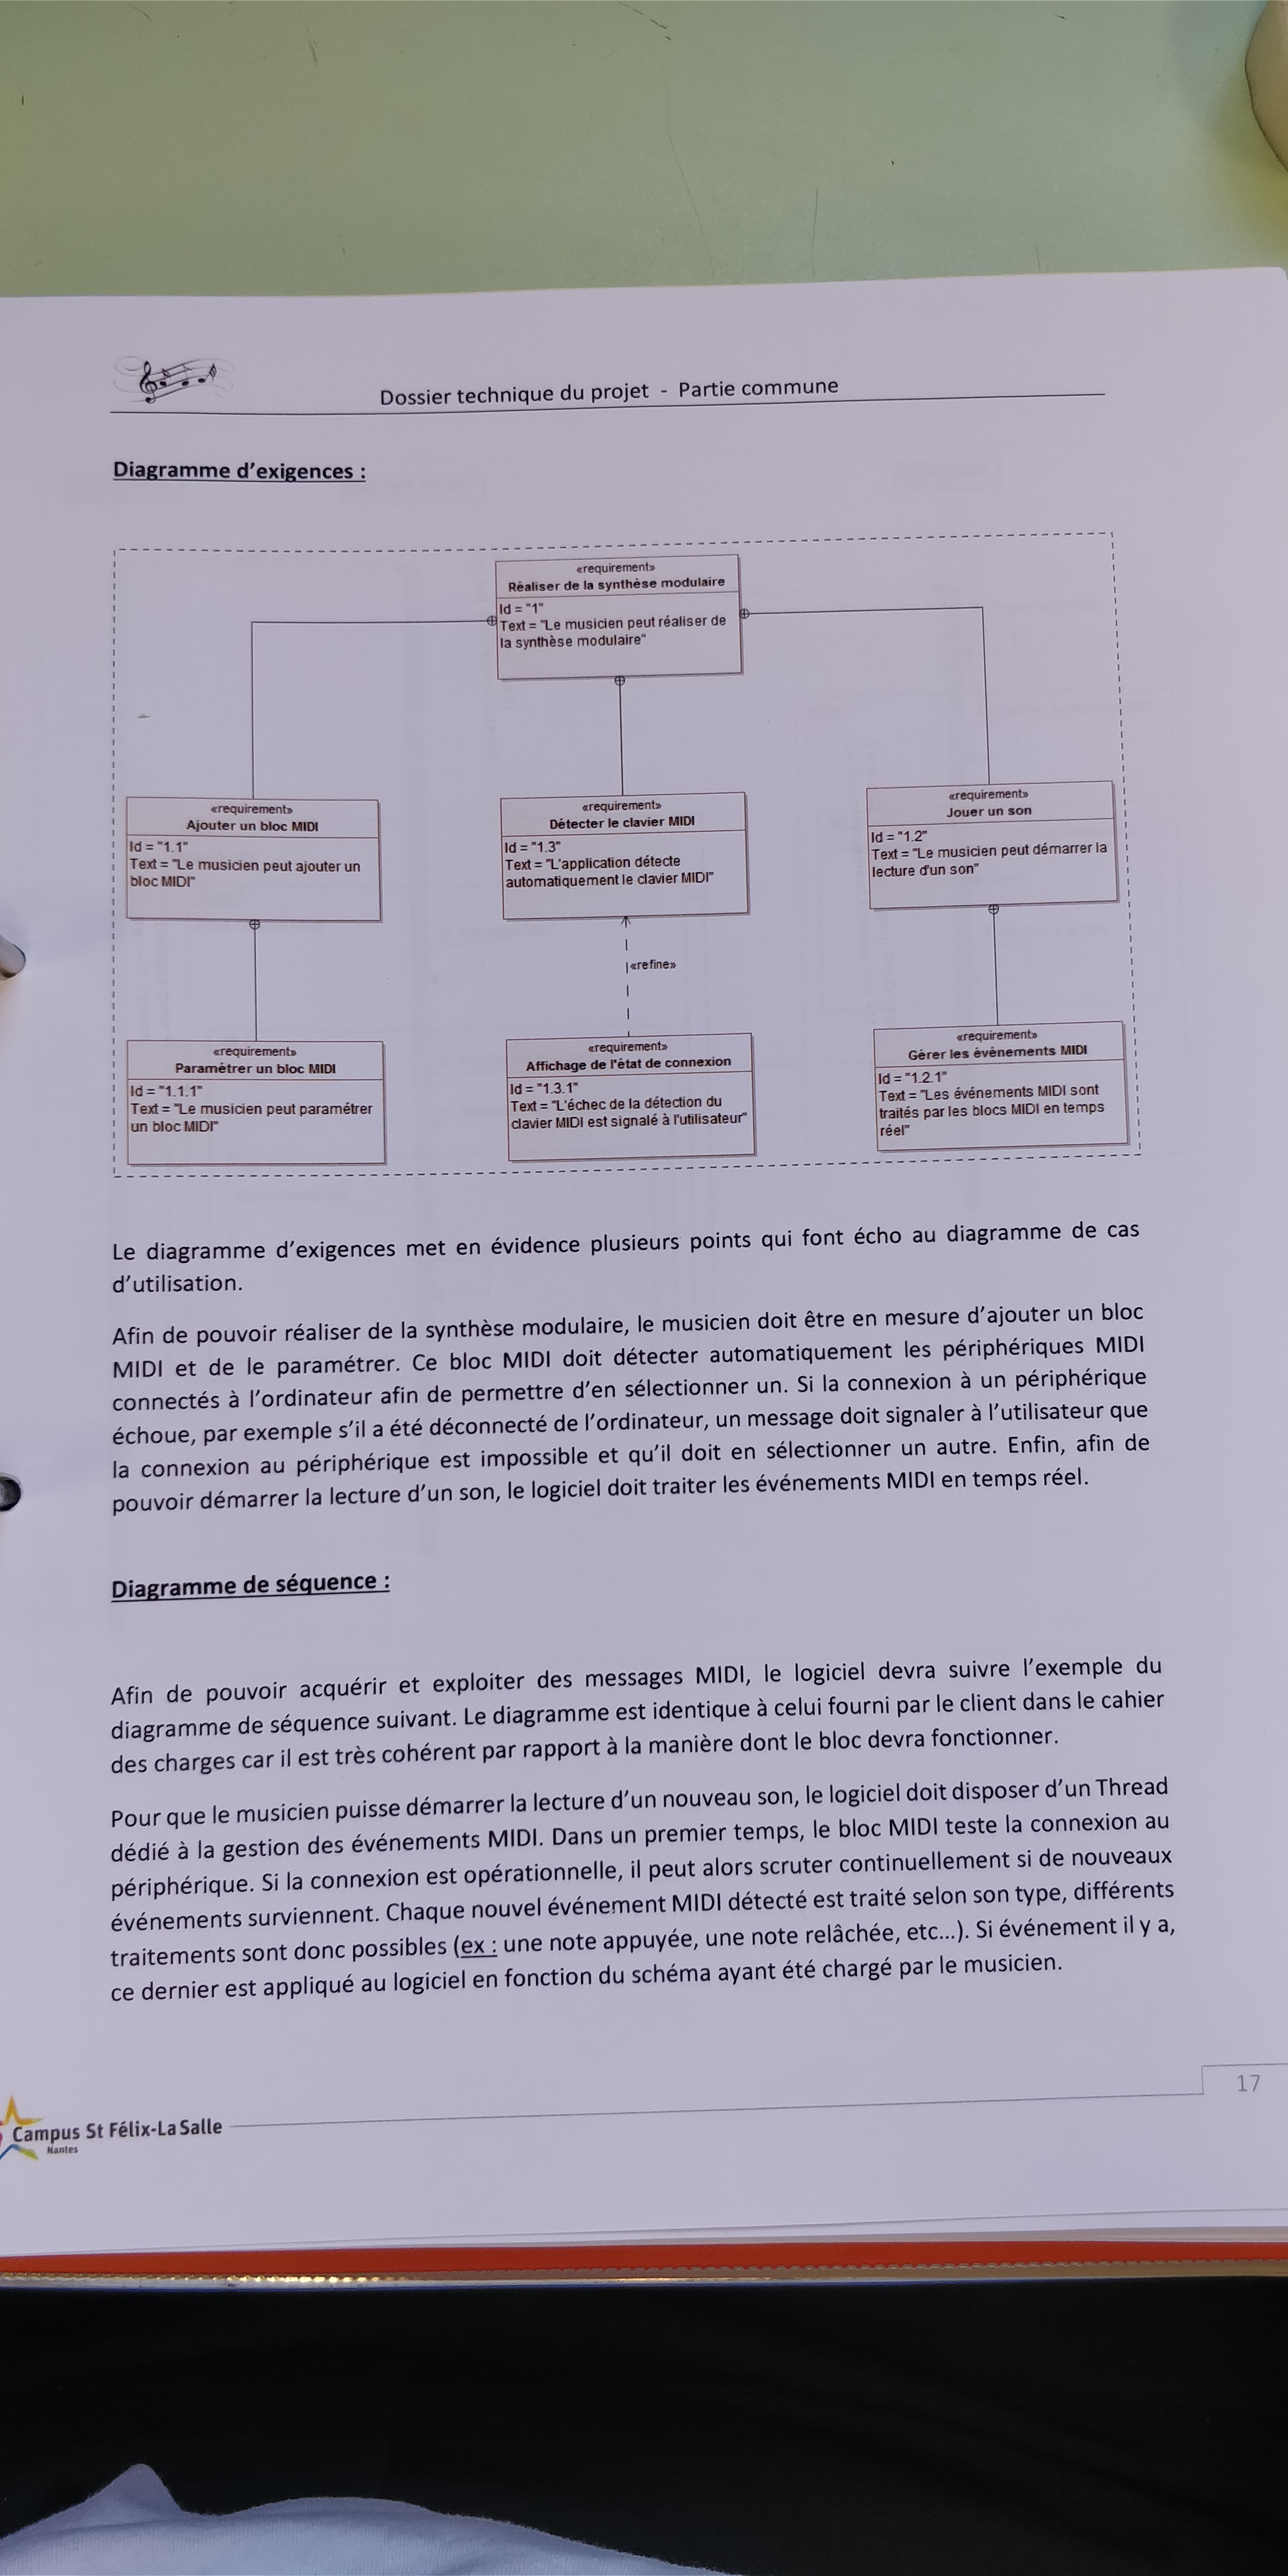 Dossier technique du projet - Partie commune
Diagramme d'exigences :
«requirement»
Réaliser de la synthèse modulaire
Id = "1"
Text = "Le musicien peut réaliser de
la synthèse modulaire"
«requirement»
Ajouter un bloc MIDI
Id = "1.1"
Text = "Le musicien peut ajouter un
bloc MIDI"
«requirement»
Détecter le clavier MIDI
Id = "1.3"
Text = "L'application détecte
automatiquement le clavier MIDI"
«requirement»
Jouer un son
Id = "1.2"
Text = "Le musicien peut démarrer la
lecture d'un son"
«refine»
«requirement»
Paramétrer un bloc MIDI
Id = "1.1.1"
Text = "Le musicien peut paramétrer
un bloc MIDI"
«requirement»
Affichage de l'état de connexion
Id = "1.3.1"
Text = "L'échec de la détection du
clavier MIDI est signalé à l'utilisateur"
«requirement»
Gérer les événements MIDI
Id = "1.2.1"
Text = "Les événements MIDI sont
traités par les blocs MIDI en temps
réel"
Le diagramme d'exigences met en évidence plusieurs points qui font écho au diagramme de cas
d'utilisation.
Afin de pouvoir réaliser de la synthèse modulaire, le musicien doit être en mesure d'ajouter un bloc
MIDI et de le paramétrer. Ce bloc MIDI doit détecter automatiquement les périphériques MIDI
connectés à l'ordinateur afin de permettre d'en sélectionner un. Si la connexion à un périphérique
échoue, par exemple s'il a été déconnecté de l'ordinateur, un message doit signaler à l'utilisateur que
la connexion au périphérique est impossible et qu'il doit en sélectionner un autre. Enfin, afin de
pouvoir démarrer la lecture d'un son, le logiciel doit traiter les événements MIDI en temps réel.
Diagramme de séquence :
Afin de pouvoir acquérir et exploiter des messages MIDI, le logiciel devra suivre l'exemple du
diagramme de séquence suivant. Le diagramme est identique à celui fourni par le client dans le cahier
des charges car il est très cohérent par rapport à la manière dont le bloc devra fonctionner.
Pour que le musicien puisse démarrer la lecture d'un nouveau son, le logiciel doit disposer d'un Thread
dédié à la gestion des événements MIDI. Dans un premier temps, le bloc MIDI teste la connexion au
périphérique. Si la connexion est opérationnelle, il peut alors scruter continuellement si de nouveaux
événements surviennent. Chaque nouvel événement MIDI détecté est traité selon son type, différents
traitements sont donc possibles (ex : une note appuyée, une note relâchée, etc...). Si événement il y a,
ce dernier est appliqué au logiciel en fonction du schéma ayant été chargé par le musicien.
17
Campus St Félix-La Salle
Nantes